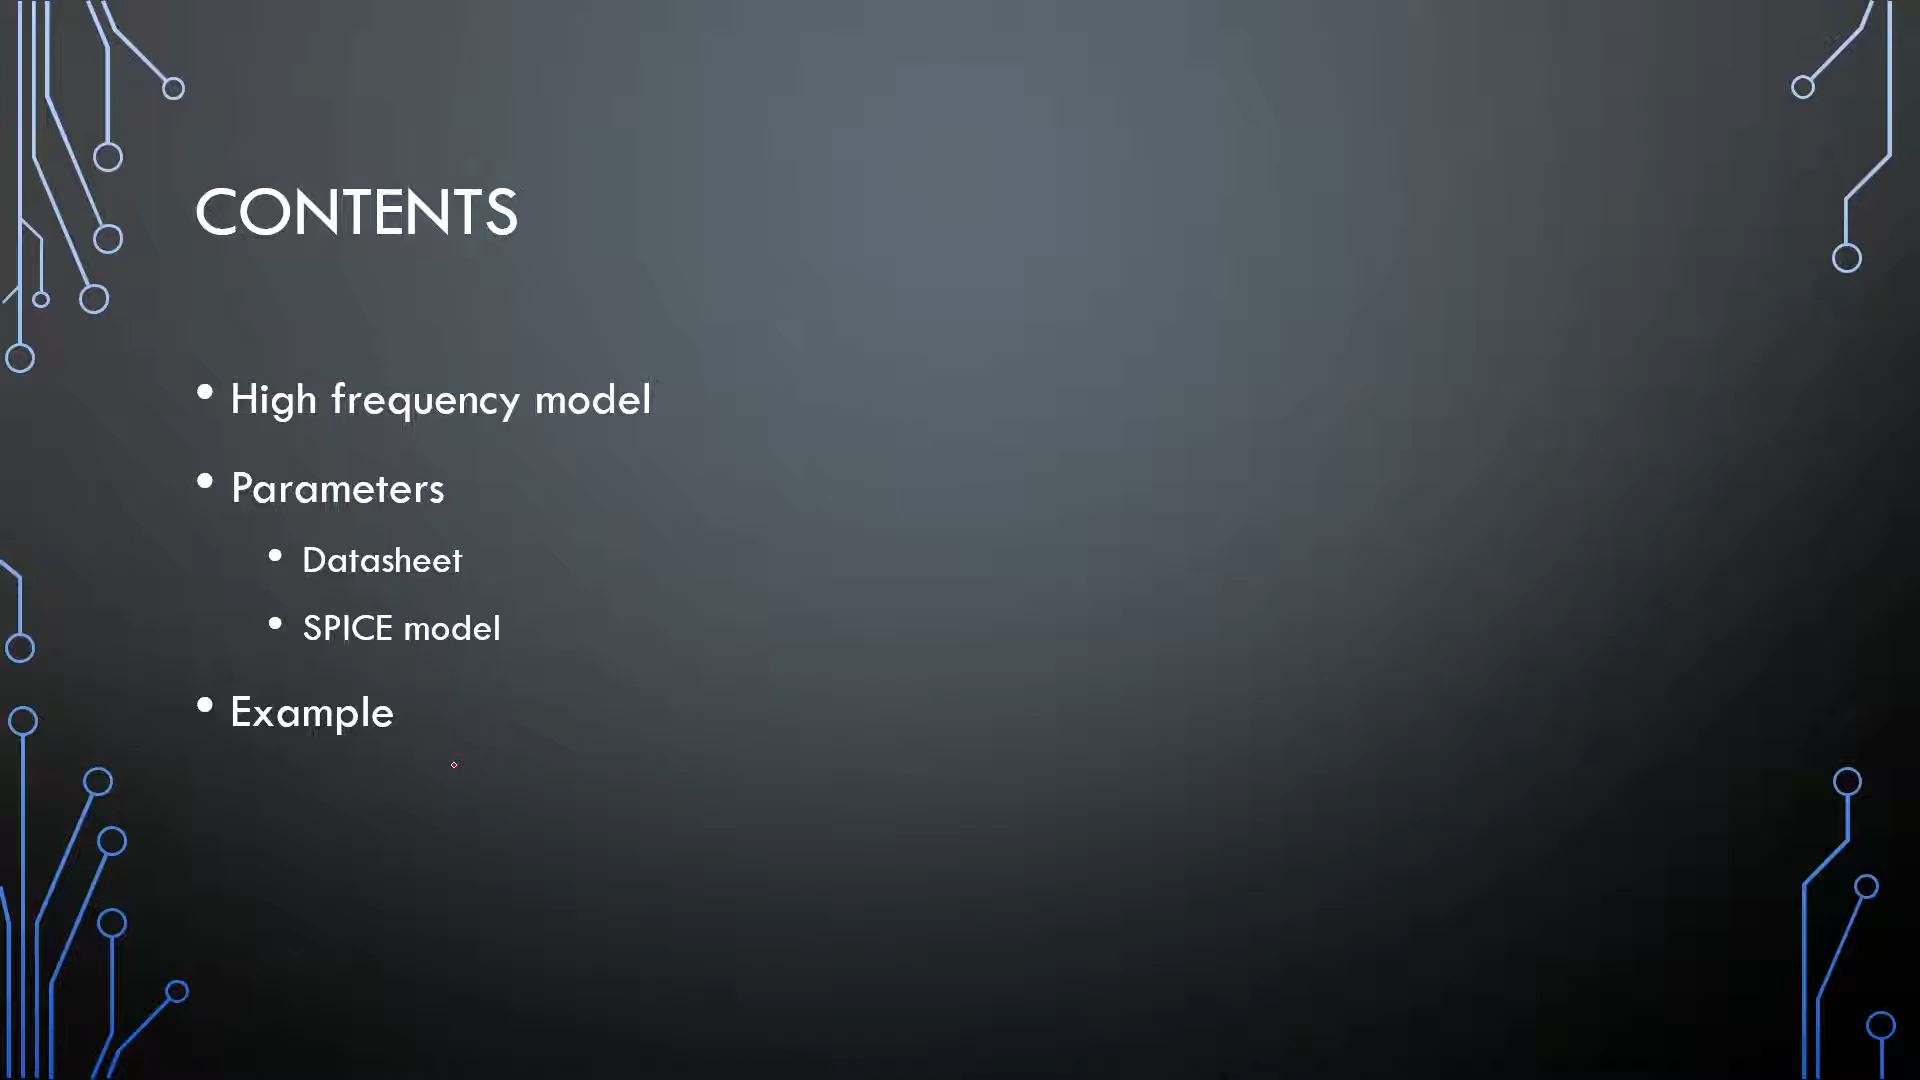 CONTENTS
• High frequency model
• Parameters
• Datasheet
• SPICE model
• Example